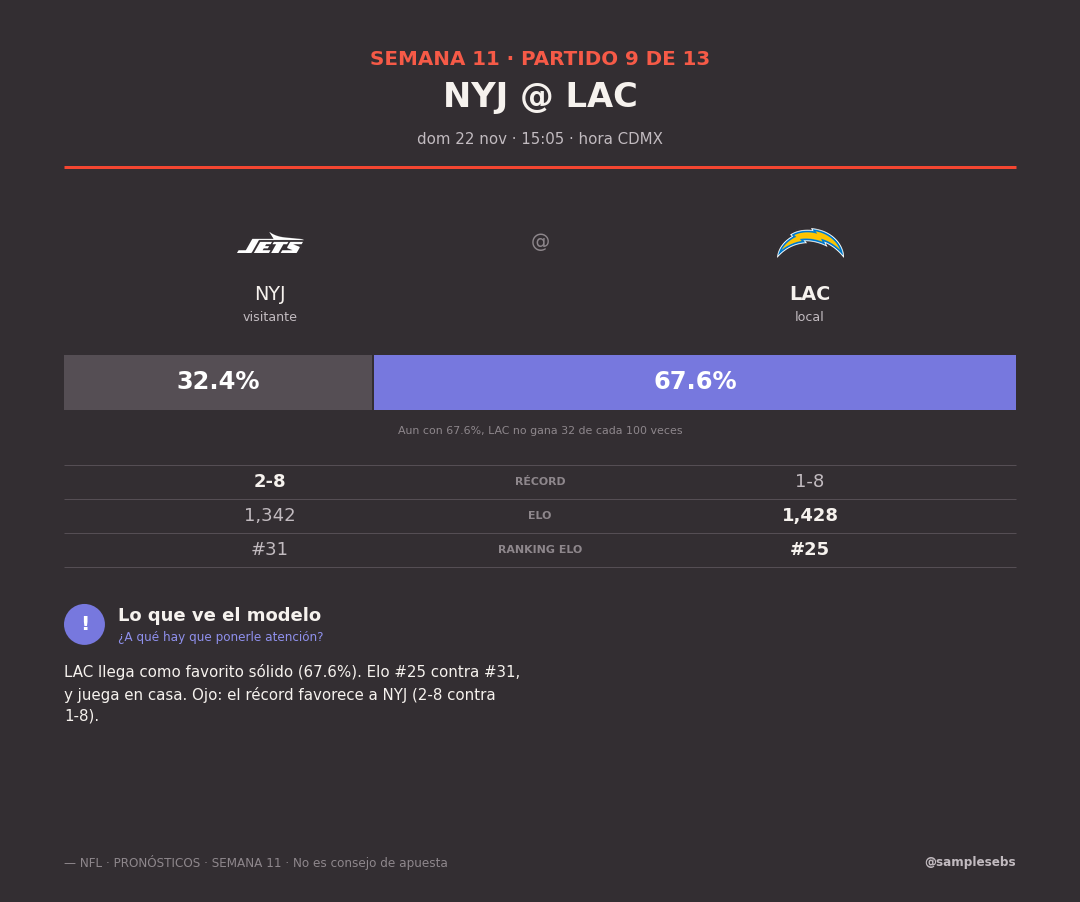 SEMANA 11 · PARTIDO 9 DE 13
NYJ @ LAC
dom 22 nov · 15:05 · hora CDMX
JETS
@
NYJ
LAC
visitante
local
32.4%
67.6%
Aun con 67.6%, LAC no gana 32 de cada 100 veces
2-8 RÉCORD 1-8
1,342 ELO 1,428
#31 RANKING ELO #25
!
Lo que ve el modelo
¿A qué hay que ponerle atención?
LAC llega como favorito sólido (67.6%). Elo #25 contra #31,
y juega en casa. Ojo: el récord favorece a NYJ (2-8 contra
1-8).
— NFL · PRONÓSTICOS · SEMANA 11 · No es consejo de apuesta
@samplesebs